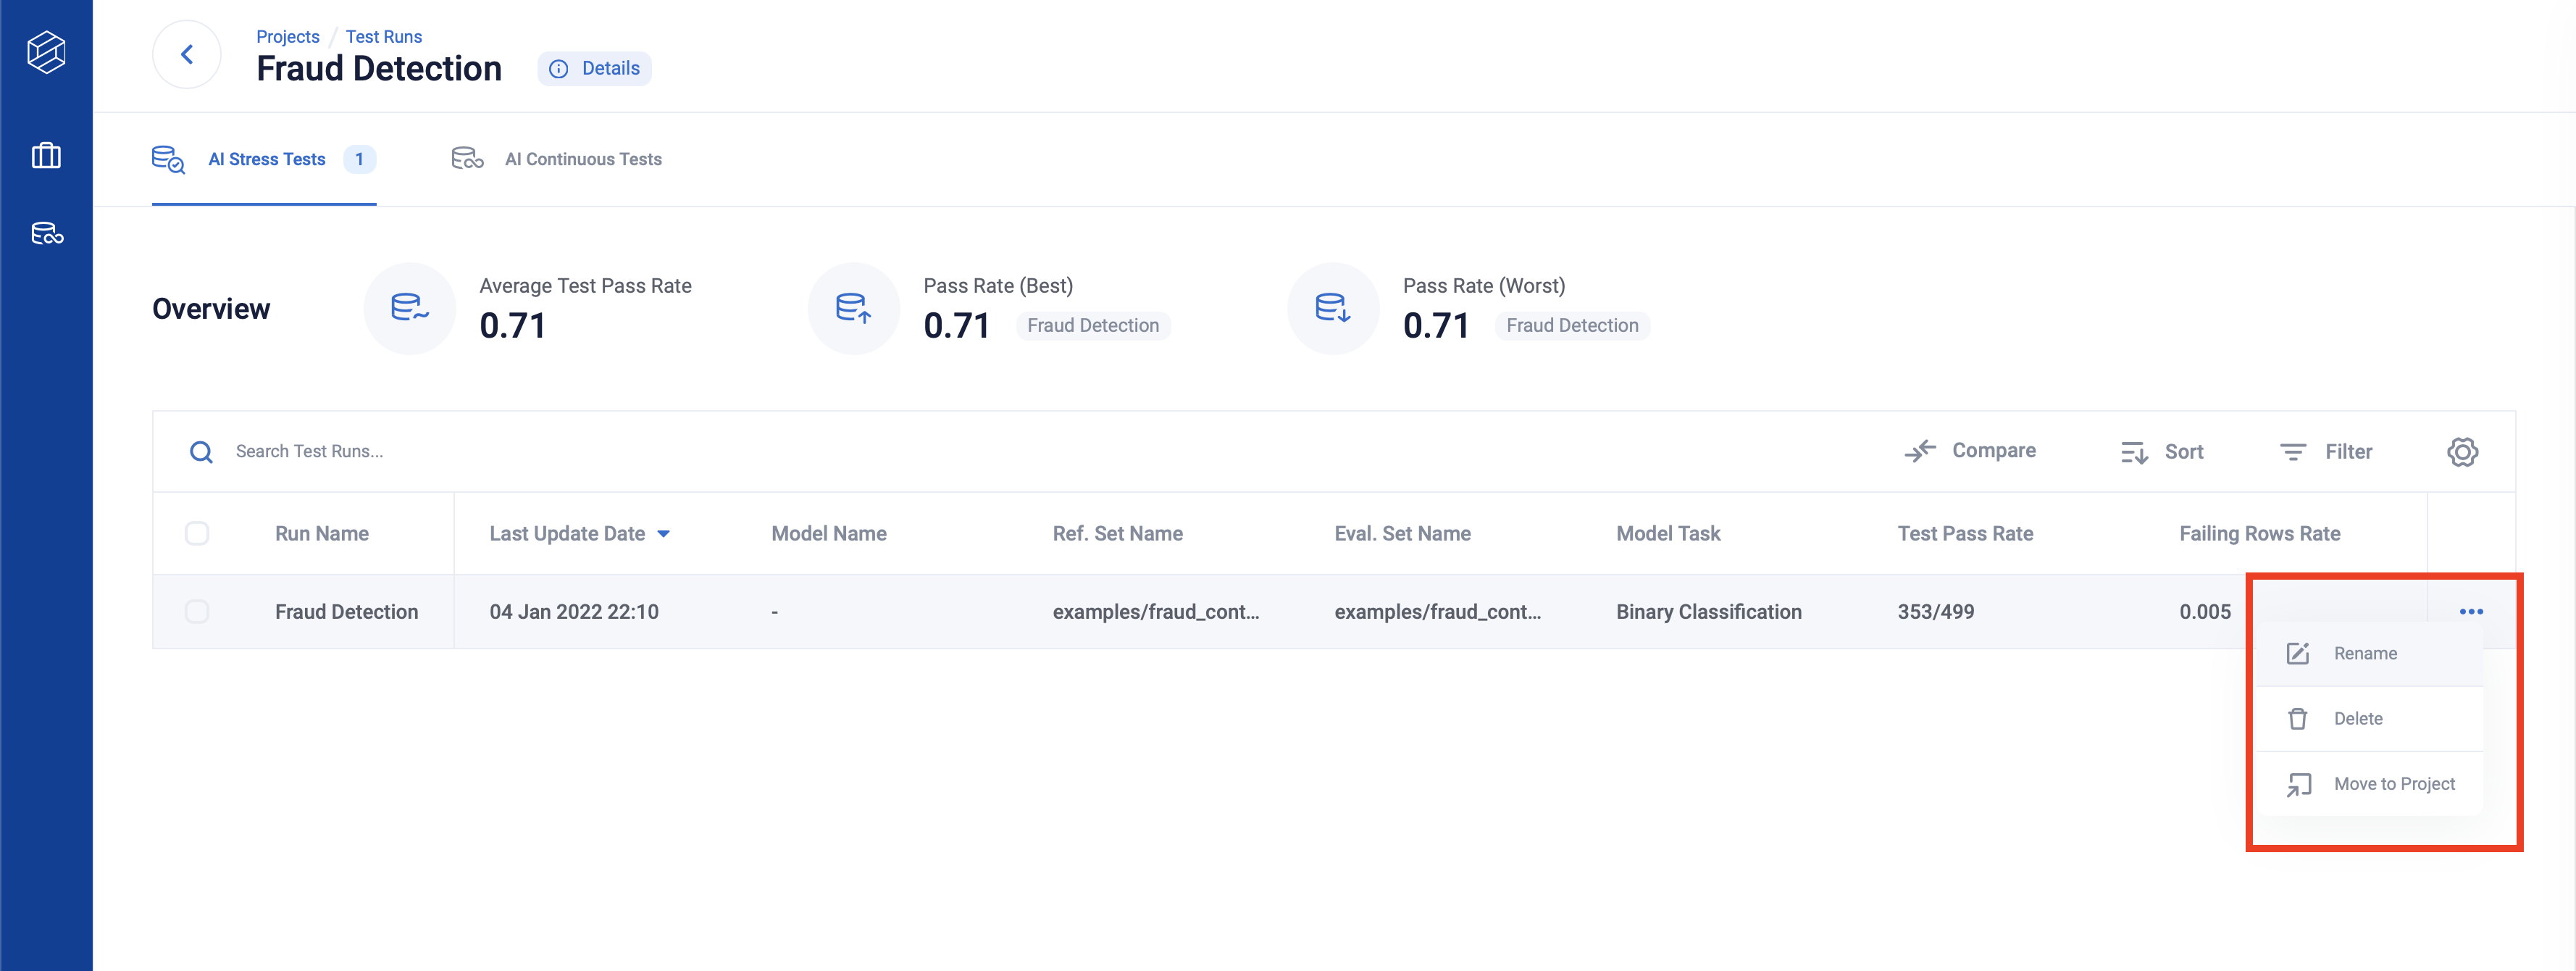 Projects / Test Runs
Fraud Detection
Details
AI Stress Tests 1
AI Continuous Tests
Overview
Average Test Pass Rate
0.71
Pass Rate (Best)
0.71 Fraud Detection
Pass Rate (Worst)
0.71 Fraud Detection
Search Test Runs...
Compare
Sort
Filter
Run Name Last Update Date Model Name Ref. Set Name Eval. Set Name Model Task Test Pass Rate Failing Rows Rate
Fraud Detection 04 Jan 2022 22:10 - examples/fraud_cont... examples/fraud_cont... Binary Classification 353/499 0.005
Rename
Delete
Move to Project